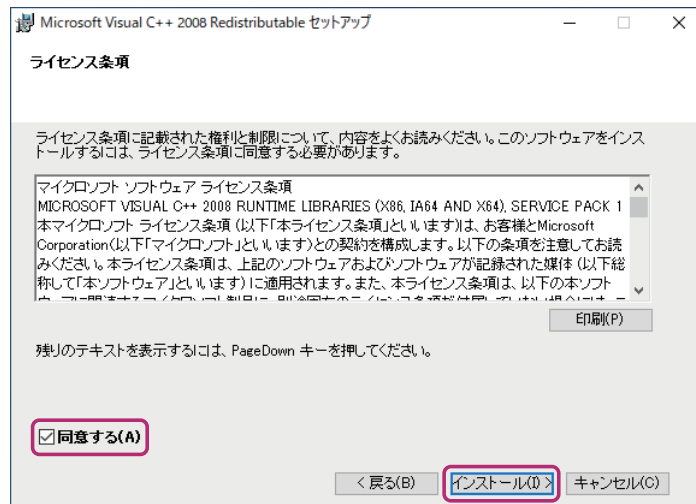 Microsoft Visual C++ 2008 Redistributable セットアップ
ライセンス条項
ライセンス条項に記載された権利と制限について、内容をよくお読みください。このソフトウェアをインス
トールするには、ライセンス条項に同意する必要があります。
マイクロソフト ソフトウェア ライセンス条項
MICROSOFT VISUAL C++ 2008 RUNTIME LIBRARIES (X86, IA64 AND X64), SERVICE PACK 1
本マイクロソフト ライセンス条項 (以下「本ライセンス条項」といいます)は、お客様とMicrosoft
Corporation(以下「マイクロソフト」といいます)との契約を構成します。以下の条項を注意してお読
みください。本ライセンス条項は、上記のソフトウェアおよびソフトウェアが記録された媒体 (以下総
称して「本ソフトウェア」といいます) に適用されます。また、本ライセンス条項は、以下の本ソフト
印刷(P)
残りのテキストを表示するには、PageDown キーを押してください。
同意する(A)
< 戻る(B)
インストール(I) >
キャンセル(C)